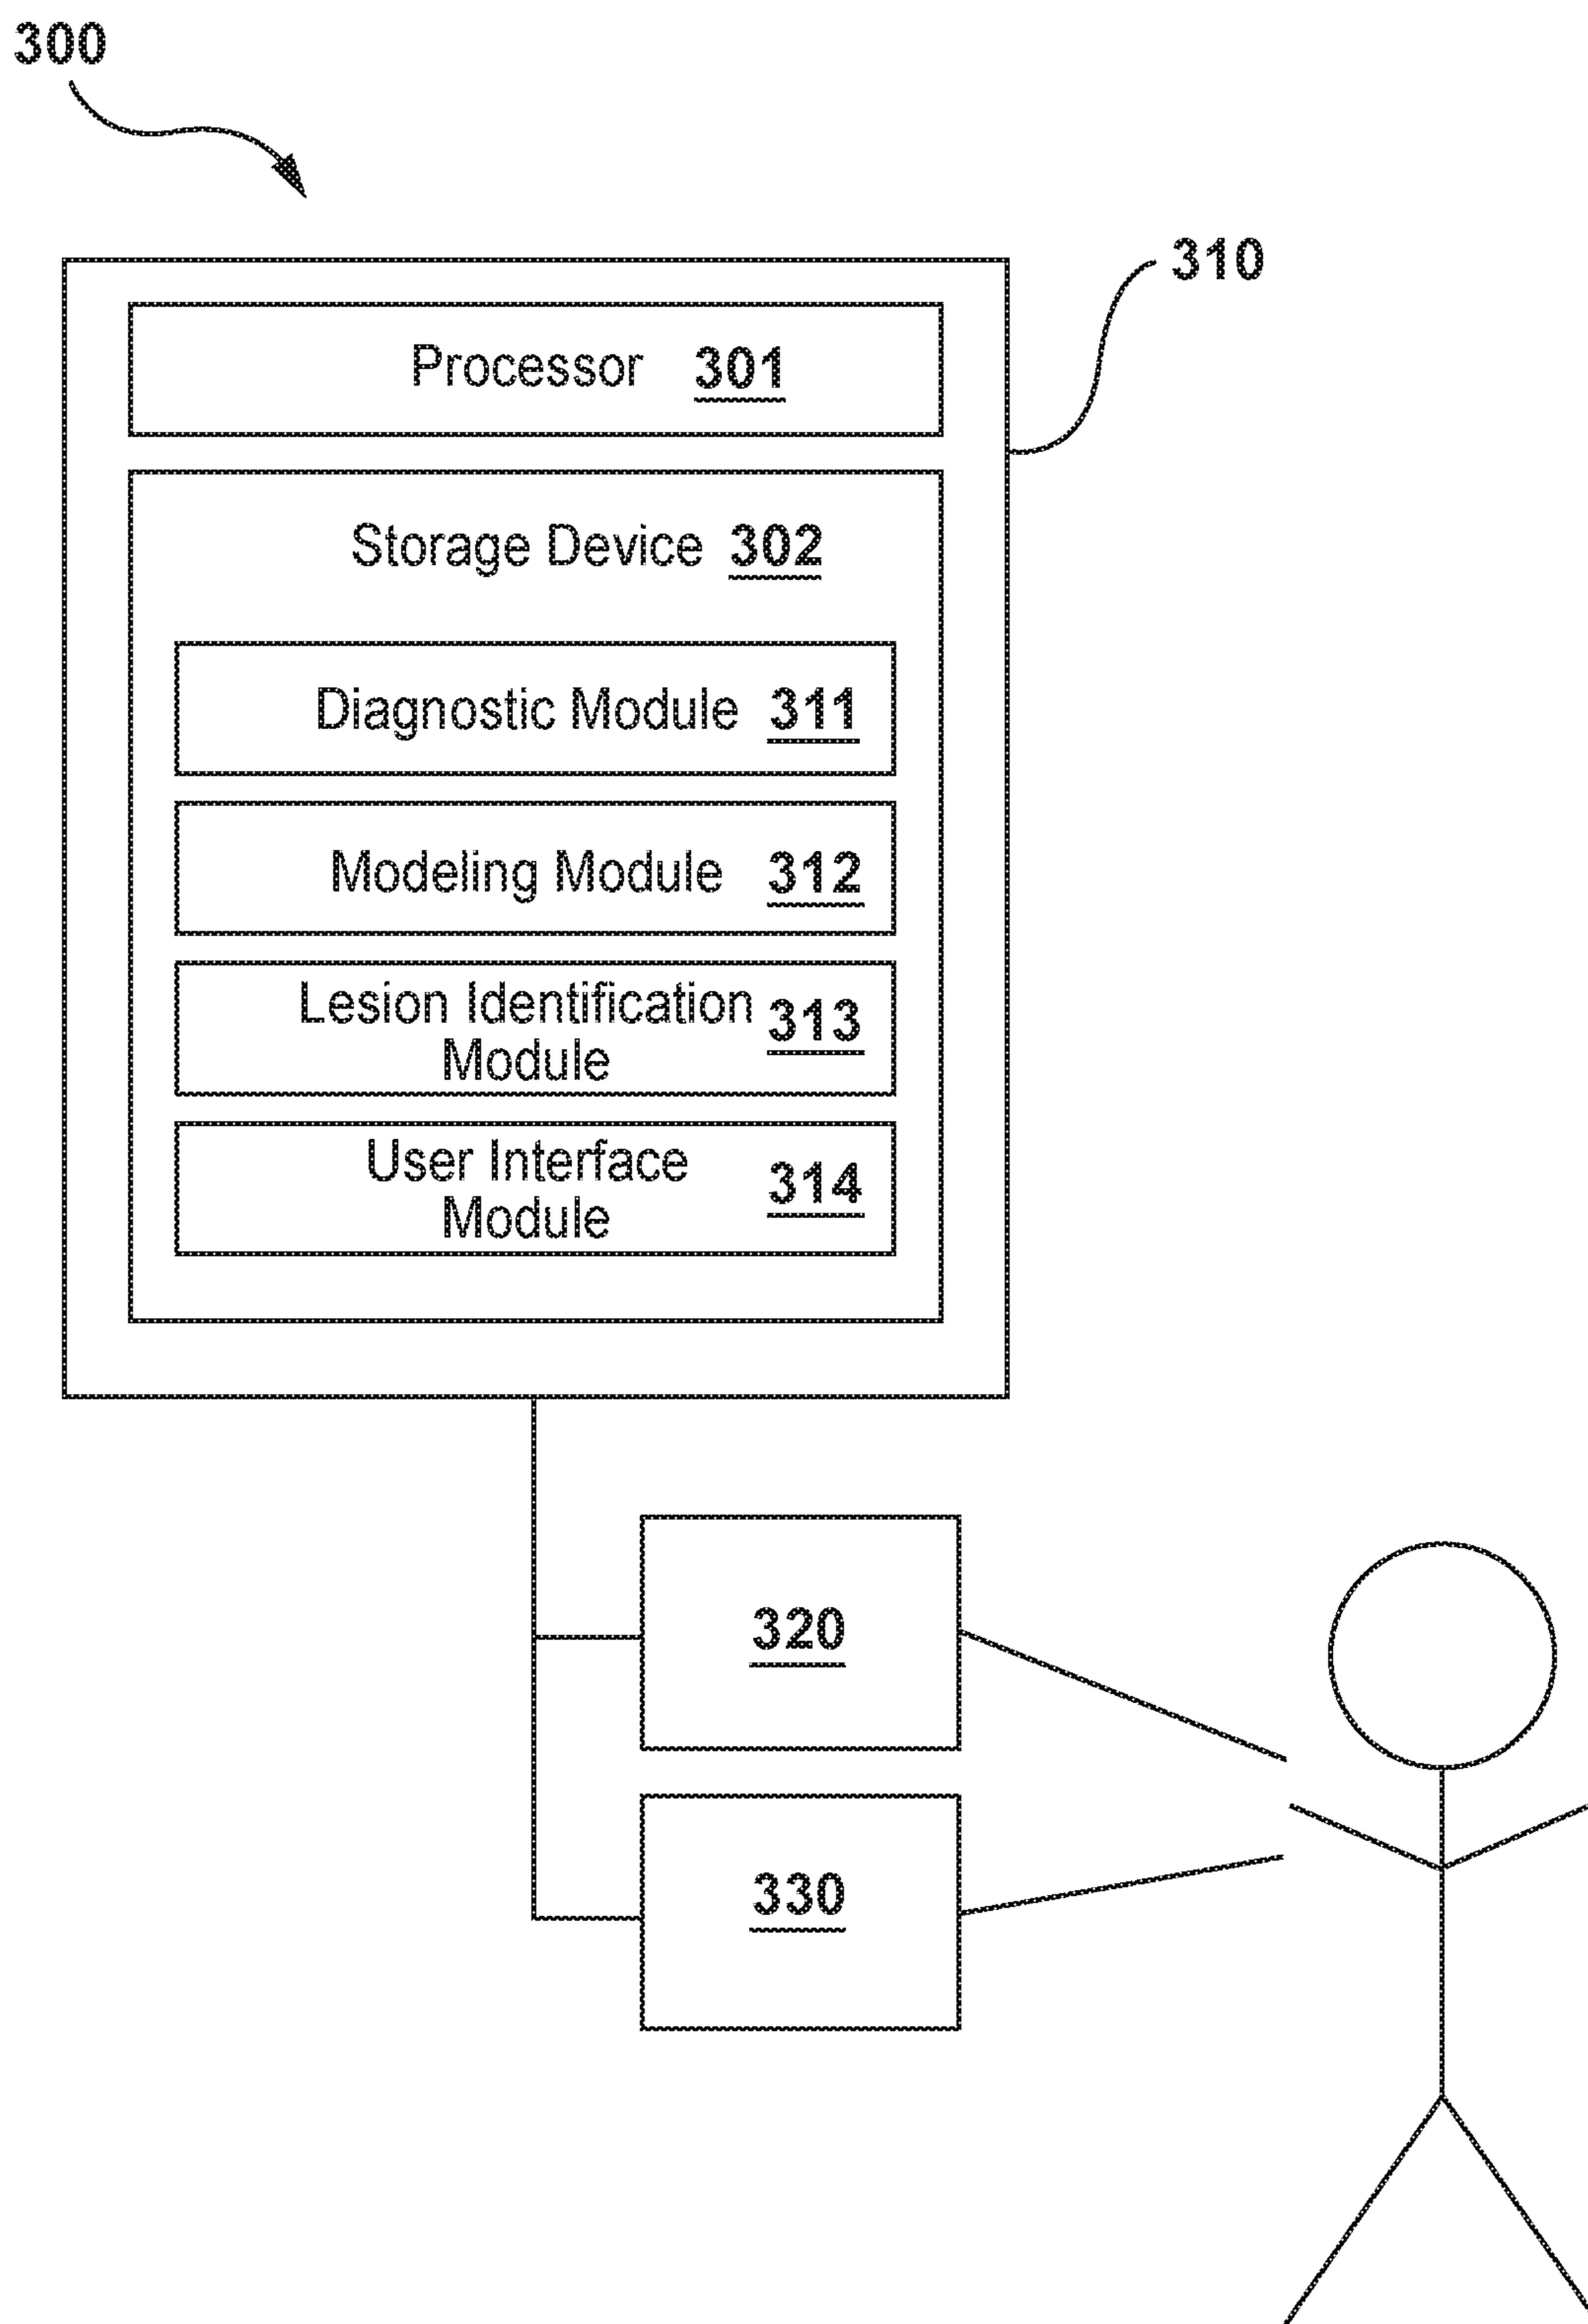 300
310
Processor 301
Storage Device 302
Diagnostic Module 311
Modeling Module 312
Lesion Identification 313
Module
User Interface 314
Module
320
330